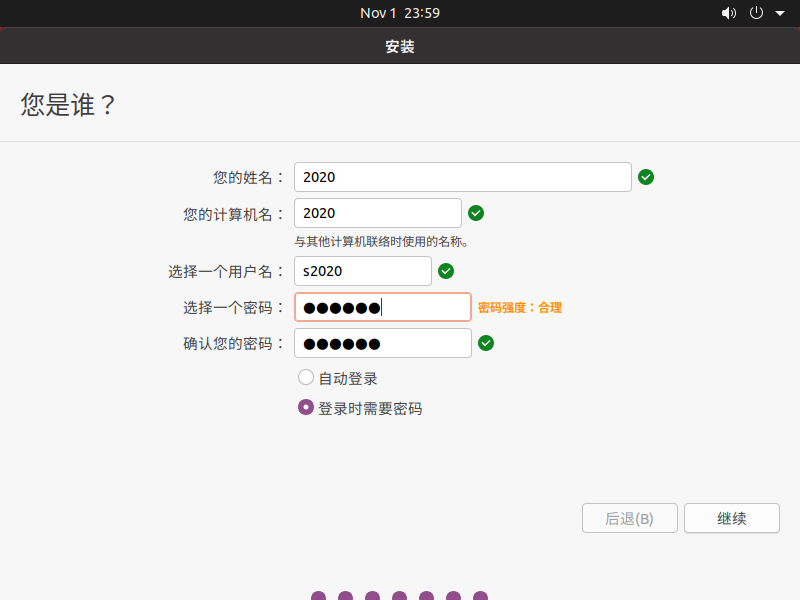 Nov 1 23:59
安装
您是谁？
您的姓名： 2020
您的计算机名： 2020
与其他计算机联络时使用的名称。
选择一个用户名： s2020
选择一个密码： ●●●●●● 密码强度：合理
确认您的密码： ●●●●●●
自动登录
登录时需要密码
后退(B) 继续